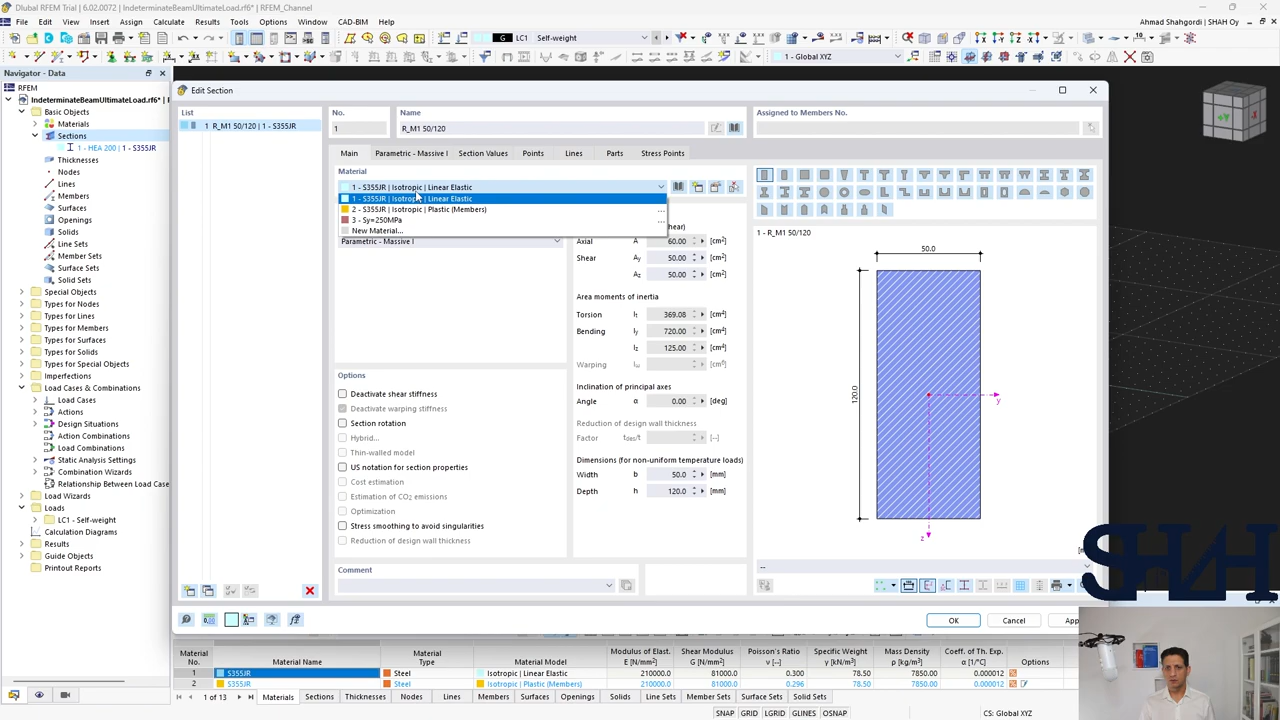 Dlubal RFEM Trial | 6.02.0072 | IndeterminateBeamUltimateLoad.rf6* | RFEM_Channel
File Edit View Insert Assign Calculate Results Tools Options Window CAD-BIM Help
Ahmad Shahgordi | SHAH Oy
G LC1 Self-weight
1 - Global XYZ
Navigator - Data
RFEM
IndeterminateBeamUltimateLoad.rf6* | R
Basic Objects
Materials
Sections
1 - HEA 200 | 1 - S355JR
Thicknesses
Nodes
Lines
Members
Surfaces
Openings
Solids
Line Sets
Member Sets
Surface Sets
Solid Sets
Special Objects
Types for Nodes
Types for Lines
Types for Members
Types for Surfaces
Types for Solids
Types for Special Objects
Imperfections
Load Cases & Combinations
Load Cases
Actions
Design Situations
Action Combinations
Load Combinations
Static Analysis Settings
Combination Wizards
Relationship Between Load Case
Load Wizards
Loads
LC1 - Self-weight
Calculation Diagrams
Results
Guide Objects
Printout Reports
Edit Section
List
1 R_M1 50/120 | 1 - S355JR
No.
1
Name
R_M1 50/120
Assigned to Members No.
Main Parametric - Massive I Section Values Points Lines Parts Stress Points
Material
1 - S355JR | Isotropic | Linear Elastic
1 - S355JR | Isotropic | Linear Elastic
2 - S355JR | Isotropic | Plastic (Members)
3 - Sy=250MPa
New Material...
Parametric - Massive I
hear)
Axial A 60.00 [cm2]
Shear Ay 50.00 [cm2]
Az 50.00 [cm2]
Area moments of inertia
Torsion It 369.08 [cm4]
Bending Iy 720.00 [cm4]
Iz 125.00 [cm4]
Warping Iω [cm6]
Inclination of principal axes
Angle α 0.00 [deg]
Reduction of design wall thickness
Factor tdes/t [--]
Dimensions (for non-uniform temperature loads)
Width b 50.0 [mm]
Depth h 120.0 [mm]
Options
Deactivate shear stiffness
Deactivate warping stiffness
Section rotation
Hybrid...
Thin-walled model
US notation for section properties
Cost estimation
Estimation of CO2 emissions
Optimization
Stress smoothing to avoid singularities
Reduction of design wall thickness
Comment
1 - R_M1 50/120
50.0
120.0
y
z
--
OK Cancel App
SHAH
Material No. Material Name Material Type Material Model Modulus of Elast. E [N/mm2] Shear Modulus G [N/mm2] Poisson's Ratio ν [--] Specific Weight γ [kN/m3] Mass Density ρ [kg/m3] Coeff. of Th. Exp. α [1/°C] Options
1 S355JR Steel Isotropic | Linear Elastic 210000.0 81000.0 0.300 78.50 7850.00 0.000012
2 S355JR Steel Isotropic | Plastic (Members) 210000.0 81000.0 0.296 78.50 7850.00 0.000012
1 of 13 Materials Sections Thicknesses Nodes Lines Members Surfaces Openings Solids Line Sets Member Sets Surface Sets Solid Sets
SNAP GRID LGRID GLINES OSNAP CS: Global XYZ